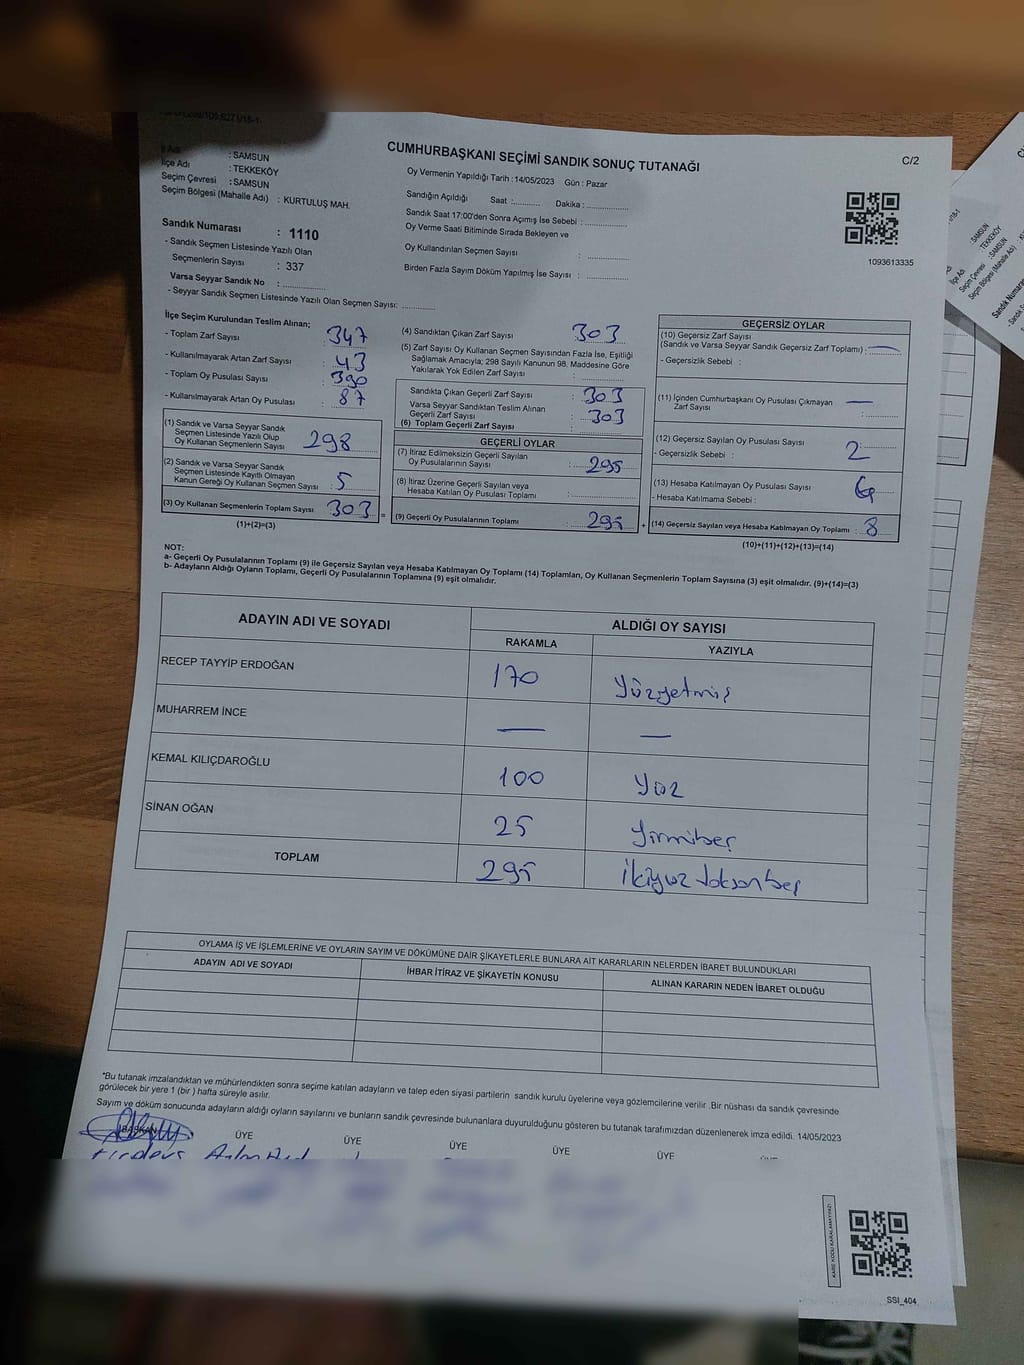 CUMHURBAŞKANI SEÇİMİ SANDIK SONUÇ TUTANAĞI
C/2
İl Adı : SAMSUN
İlçe Adı : TEKKEKÖY
Seçim Çevresi : SAMSUN
Seçim Bölgesi (Mahalle Adı) : KURTULUŞ MAH.
Sandık Numarası : 1110
- Sandık Seçmen Listesinde Yazılı Olan
Seçmenlerin Sayısı : 337
Varsa Seyyar Sandık No : ............
- Seyyar Sandık Seçmen Listesinde Yazılı Olan Seçmen Sayısı: ............
Oy Vermenin Yapıldığı Tarih : 14/05/2023 Gün : Pazar
Sandığın Açıldığı Saat :............ Dakika : ............
Sandık Saat 17:00'den Sonra Açımış İse Sebebi : ............
Oy Verme Saati Bitiminde Sırada Bekleyen ve
Oy Kullandırılan Seçmen Sayısı : ............
Birden Fazla Sayım Döküm Yapılmış İse Sayısı : ............
1093613335
İlçe Seçim Kurulundan Teslim Alınan;
- Toplam Zarf Sayısı : 347
- Kullanılmayarak Artan Zarf Sayısı : 43
- Toplam Oy Pusulası Sayısı : 390
- Kullanılmayarak Artan Oy Pusulası : 87
(1) Sandık ve Varsa Seyyar Sandık
Seçmen Listesinde Yazılı Olup
Oy Kullanan Seçmenlerin Sayısı : 298
(2) Sandık ve Varsa Seyyar Sandık
Seçmen Listesinde Kayıtlı Olmayan
Kanun Gereği Oy Kullanan Seçmen Sayısı : 5
(3) Oy Kullanan Seçmenlerin Toplam Sayısı : 303 =
(1)+(2)=(3)
(4) Sandıktan Çıkan Zarf Sayısı 303
(5) Zarf Sayısı Oy Kullanan Seçmen Sayısından Fazla İse, Eşitliği
Sağlamak Amacıyla; 298 Sayılı Kanunun 98. Maddesine Göre
Yakılarak Yok Edilen Zarf Sayısı : ............
Sandıkta Çıkan Geçerli Zarf Sayısı : 303
Varsa Seyyar Sandıktan Teslim Alınan
Geçerli Zarf Sayısı : 303
(6) Toplam Geçerli Zarf Sayısı :
GEÇERLİ OYLAR
(7) İtiraz Edilmeksizin Geçerli Sayılan
Oy Pusulalarının Sayısı : 295
(8) İtiraz Üzerine Geçerli Sayılan veya
Hesaba Katılan Oy Pusulası Toplamı : ............
(9) Geçerli Oy Pusulalarının Toplamı : 295 +
GEÇERSİZ OYLAR
(10) Geçersiz Zarf Sayısı
(Sandık ve Varsa Seyyar Sandık Geçersiz Zarf Toplamı) : —
- Geçersizlik Sebebi :
(11) İçinden Cumhurbaşkanı Oy Pusulası Çıkmayan
Zarf Sayısı : —
(12) Geçersiz Sayılan Oy Pusulası Sayısı : 2
- Geçersizlik Sebebi :
(13) Hesaba Katılmayan Oy Pusulası Sayısı : 6
- Hesaba Katılmama Sebebi :
(14) Geçersiz Sayılan veya Hesaba Katılmayan Oy Toplamı : 8
(10)+(11)+(12)+(13)=(14)
NOT:
a- Geçerli Oy Pusulalarının Toplamı (9) ile Geçersiz Sayılan veya Hesaba Katılmayan Oy Toplamı (14) Toplamları, Oy Kullanan Seçmenlerin Toplam Sayısına (3) eşit olmalıdır. (9)+(14)=(3)
b- Adayların Aldığı Oyların Toplamı, Geçerli Oy Pusulalarının Toplamına (9) eşit olmalıdır.
ADAYIN ADI VE SOYADI
ALDIĞI OY SAYISI
RAKAMLA YAZIYLA
RECEP TAYYİP ERDOĞAN 170 Yüzyetmiş
MUHARREM İNCE — —
KEMAL KILIÇDAROĞLU 100 Yüz
SİNAN OĞAN 25 Yirmibeş
TOPLAM 295 İkiyüz doksanbeş
OYLAMA İŞ VE İŞLEMLERİNE VE OYLARIN SAYIM VE DÖKÜMÜNE DAİR ŞİKAYETLERLE BUNLARA AİT KARARLARIN NELERDEN İBARET BULUNDUKLARI
ADAYIN ADI VE SOYADI İHBAR İTİRAZ VE ŞİKAYETİN KONUSU ALINAN KARARIN NEDEN İBARET OLDUĞU
*Bu tutanak imzalandıktan ve mühürlendikten sonra seçime katılan adayların ve talep eden siyasi partilerin sandık kurulu üyelerine veya gözlemcilerine verilir .Bir nüshası da sandık çevresinde
görülecek bir yere 1 (bir ) hafta süreyle asılır.
Sayım ve döküm sonucunda adayların aldığı oyların sayılarını ve bunların sandık çevresinde bulunanlara duyurulduğunu gösteren bu tutanak tarafımızdan düzenlenerek imza edildi. 14/05/2023
BAŞKAN ÜYE ÜYE ÜYE ÜYE ÜYE
KARE KODU KARALAMAYINIZ!
SSI_404